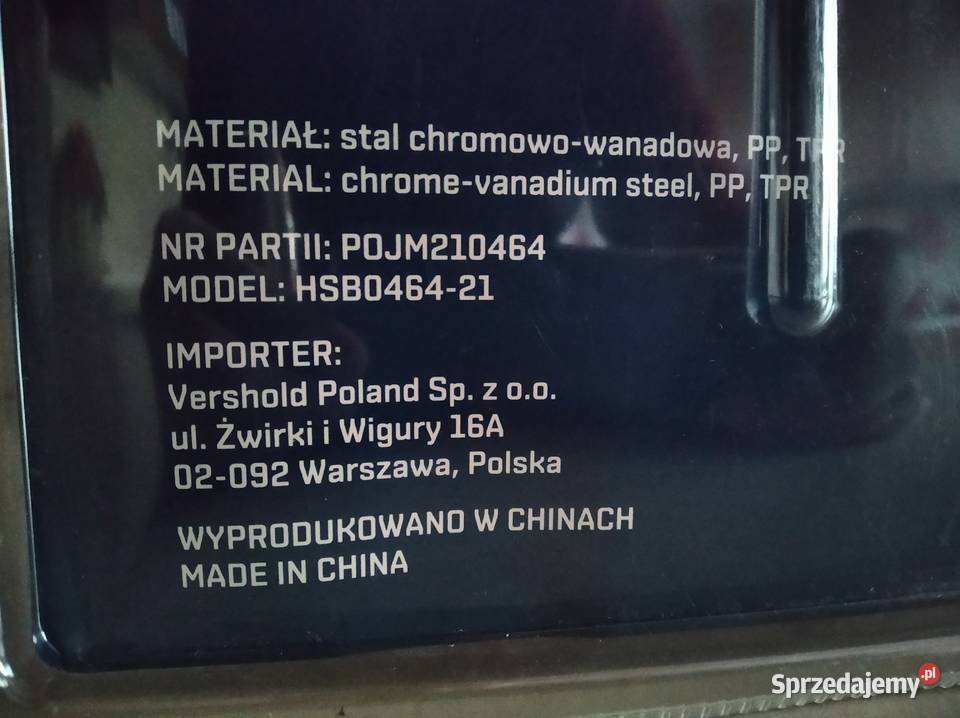 MATERIAŁ: stal chromowo-wanadowa, PP, TPR
MATERIAL: chrome-vanadium steel, PP, TPR
NR PARTII: POJM210464
MODEL: HSB0464-21
IMPORTER:
Vershold Poland Sp. z o.o.
ul. Żwirki i Wigury 16A
02-092 Warszawa, Polska
WYPRODUKOWANO W CHINACH
MADE IN CHINA
Sprzedajemy.pl